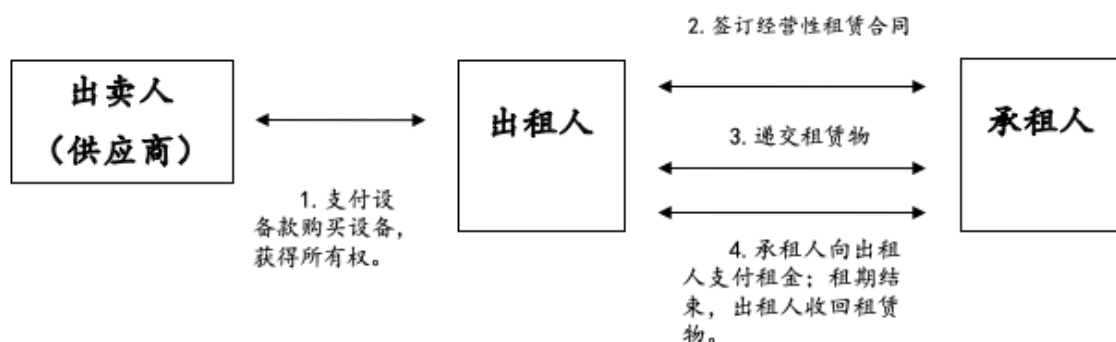 2. 签订经营性租赁合同
出卖人
（供应商）
出租人
承租人
3. 递交租赁物
1. 支付设
备款购买设备，
获得所有权。
4. 承租人向出租
人支付租金；租期结
束，出租人收回租赁
物。